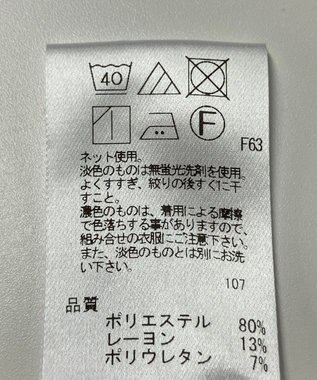 40
F
F63
ネット使用。
淡色のものは無蛍光洗剤を使用。
よくすすぎ、絞りの後すぐに干
すこと。
濃色のものは、着用による摩擦
で色落ちする事がありますので、
組み合せの衣服にご注意下さい。
また、淡色のものとは別にお洗
い下さい。
107
品質
ポリエステル 80%
レーヨン 13%
ポリウレタン 7%